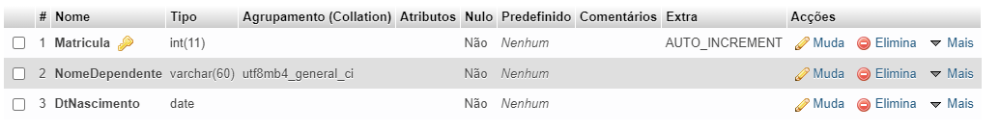 # Nome Tipo Agrupamento (Collation) Atributos Nulo Predefinido Comentários Extra Acções
1 Matricula int(11) Não Nenhum AUTO_INCREMENT Muda Elimina Mais
2 NomeDependente varchar(60) utf8mb4_general_ci Não Nenhum Muda Elimina Mais
3 DtNascimento date Não Nenhum Muda Elimina Mais